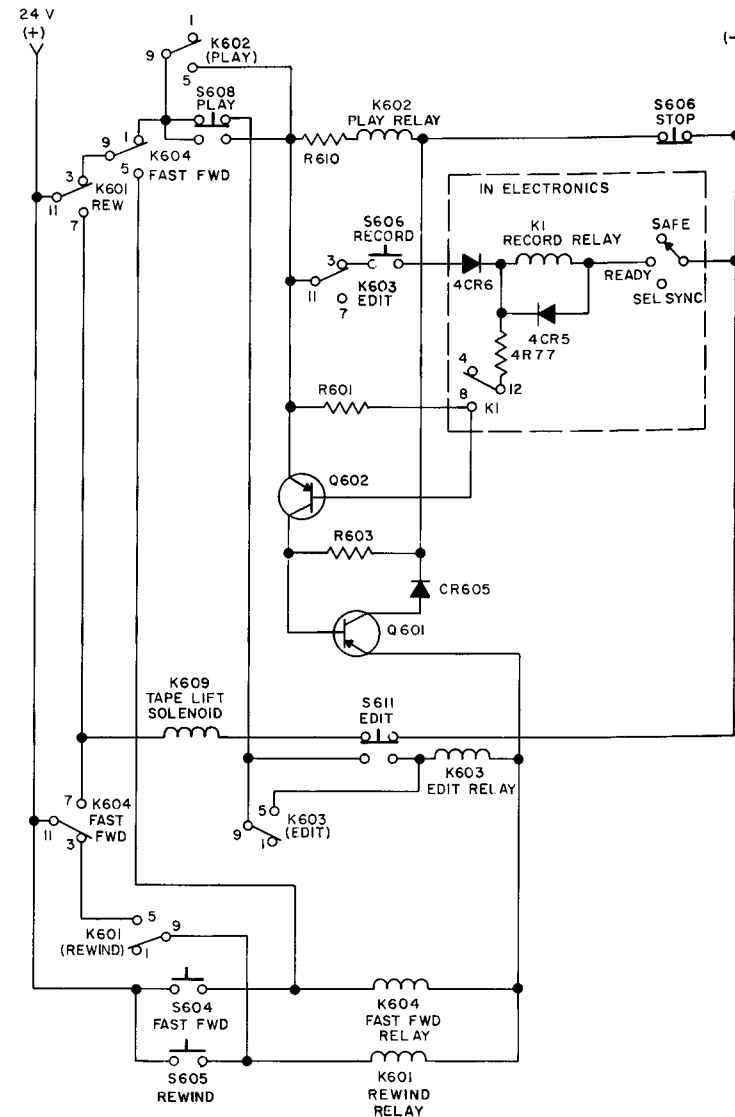 24 V
(+)
(-
1
9
K602
(PLAY)
5
S608
PLAY
K602
PLAY RELAY
S606
STOP
R610
1
9
K604
5 FAST FWD
3
K601
11 REW
7
IN ELECTRONICS
S606
RECORD
K1
RECORD RELAY
SAFE
3
11 K603
EDIT
7
4CR6
READY
SEL SYNC
4CR5
4R77
4
12
8 K1
R601
Q602
R603
CR605
Q601
K609
TAPE LIFT
SOLENOID
S611
EDIT
K603
EDIT RELAY
7 K604
FAST
11 FWD
3
5
9 K603
1 (EDIT)
5
K601 9
(REWIND) 1
S604
FAST FWD
K604
FAST FWD
RELAY
S605
REWIND
K601
REWIND
RELAY